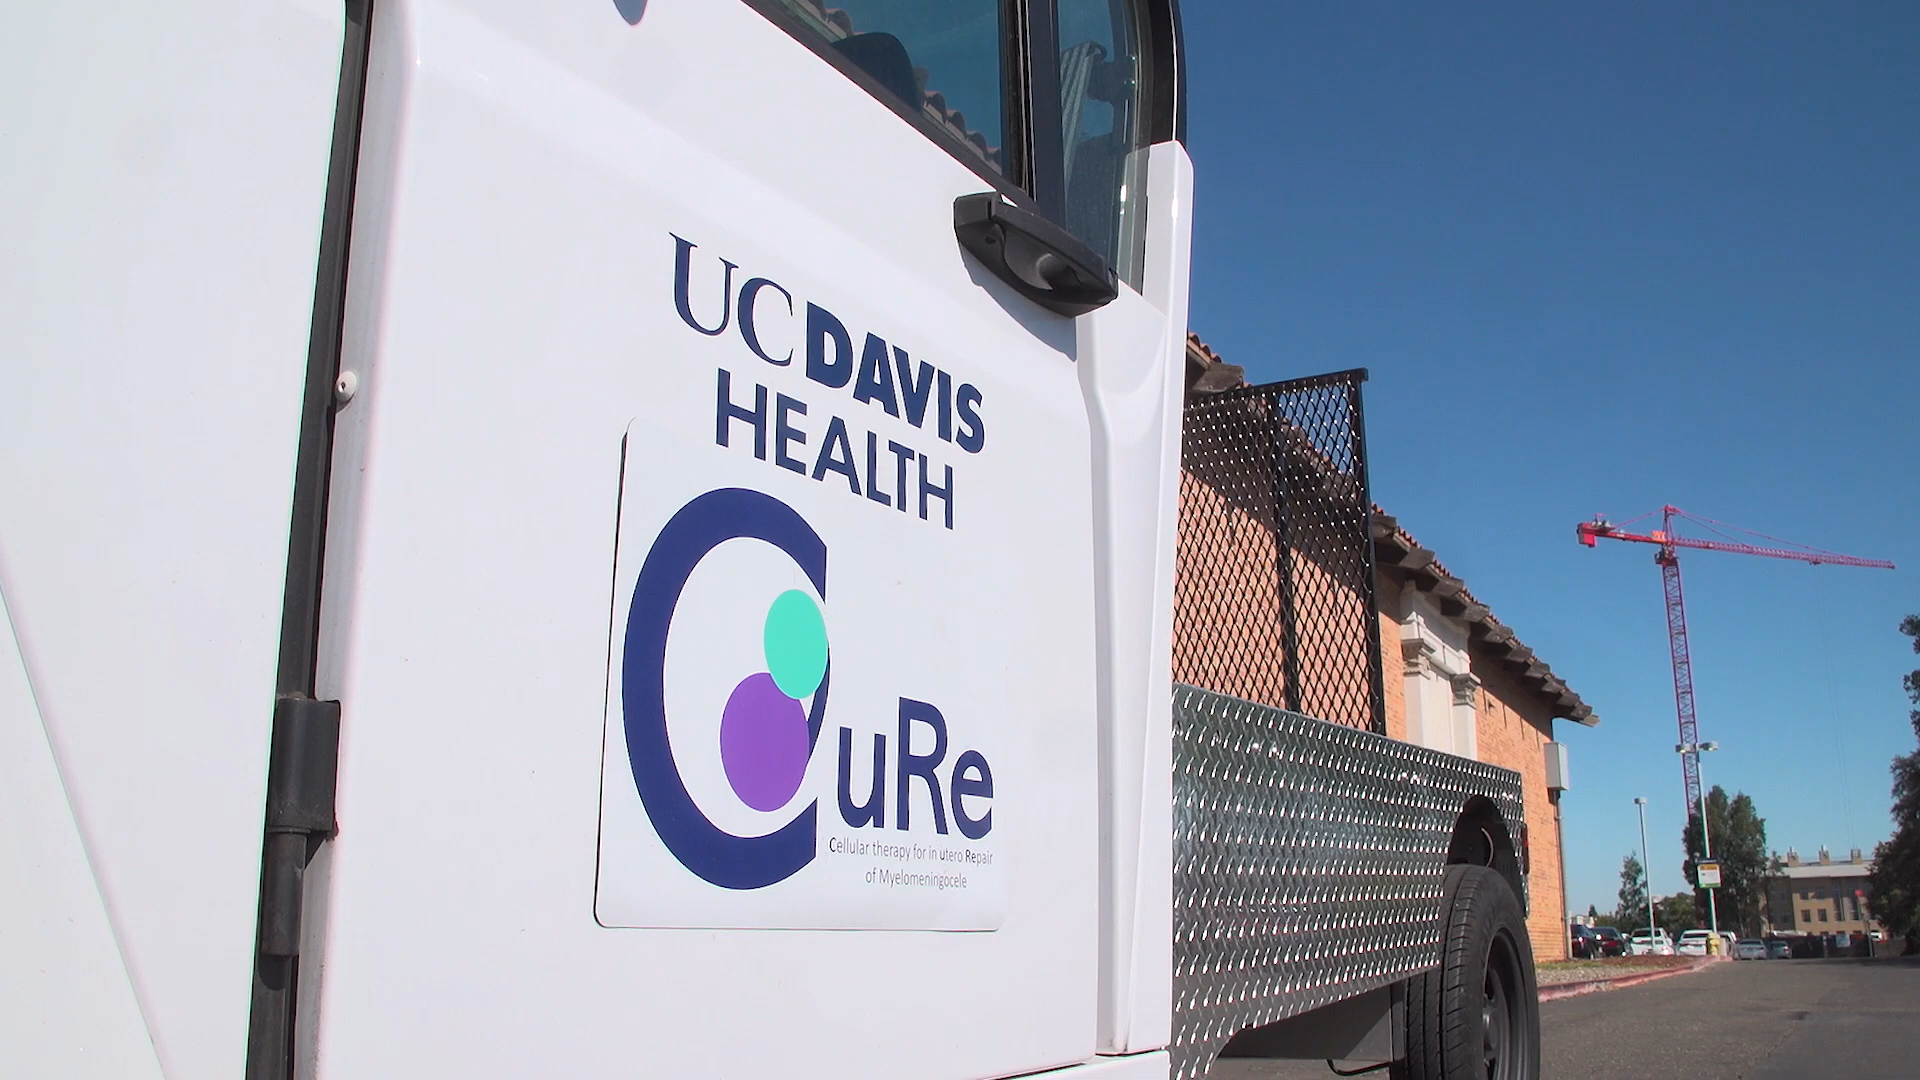 UC DAVIS
HEALTH
CuRe
Cellular therapy for in utero Repair
of Myelomeningocele